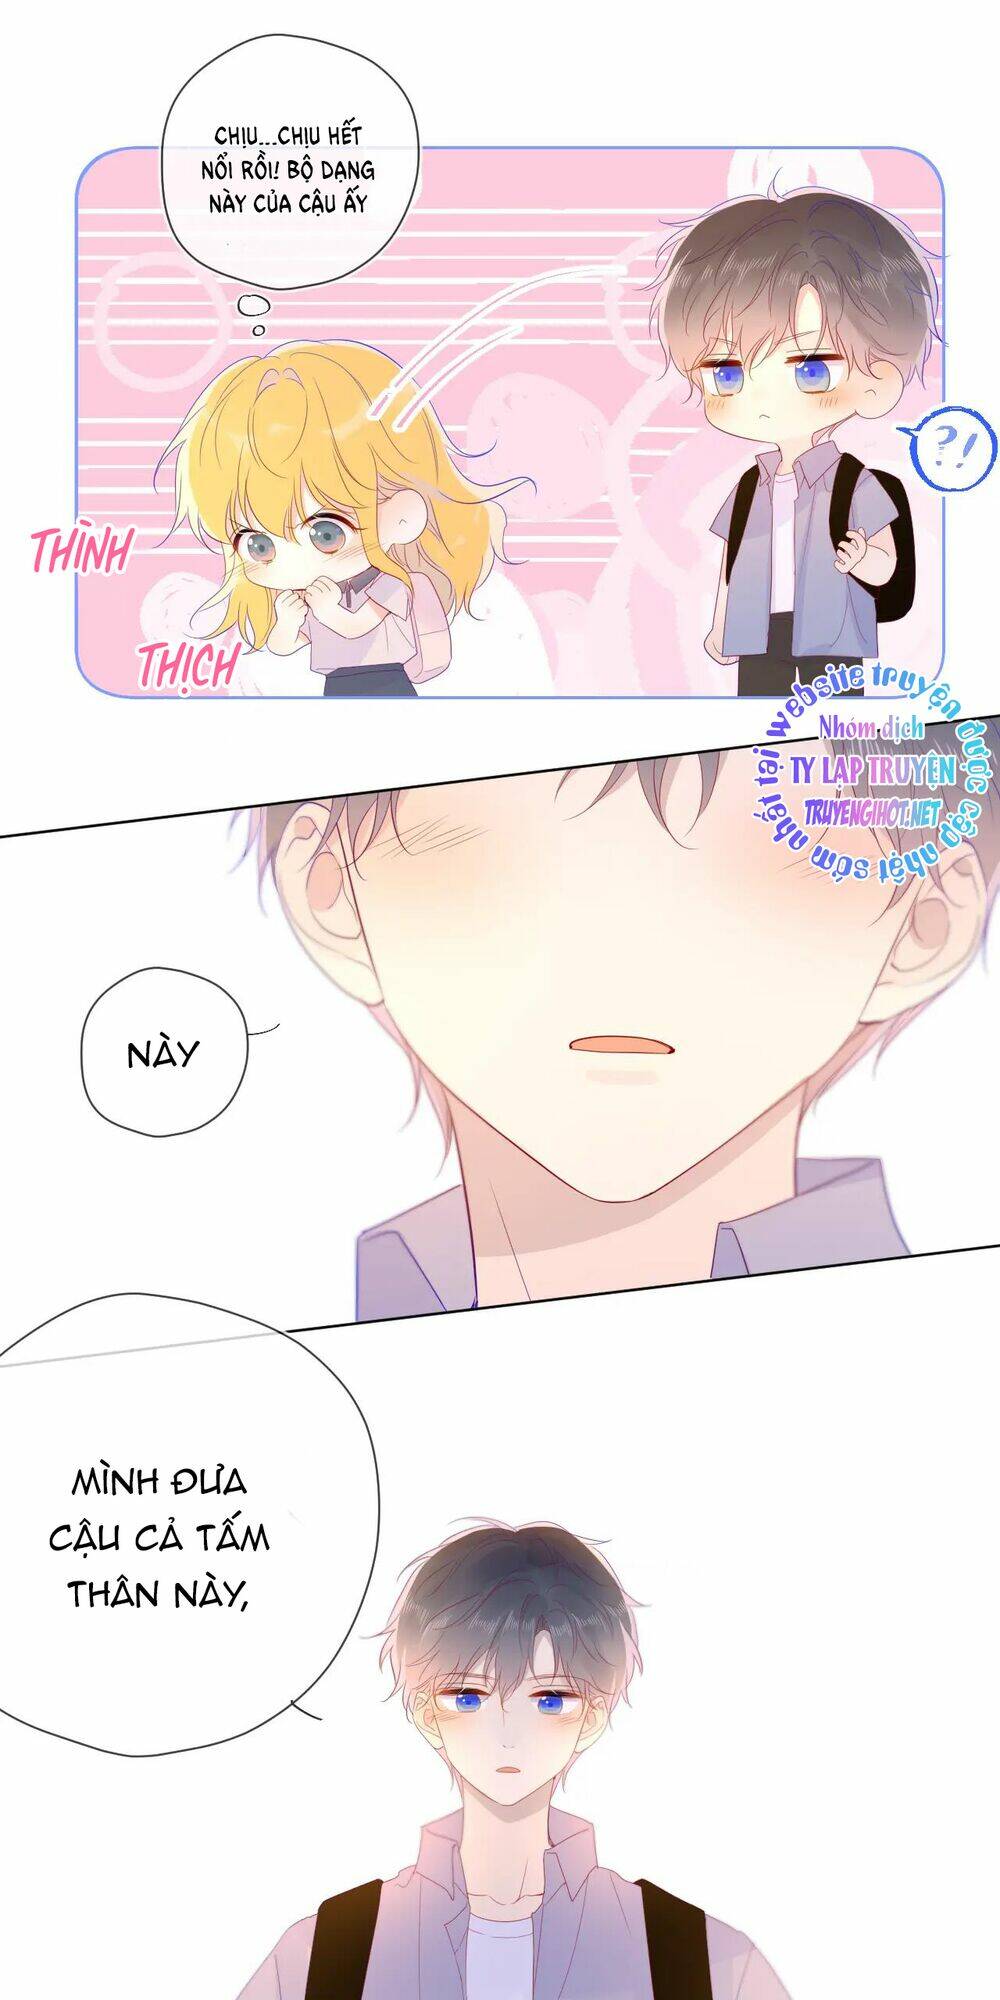 CHỊU...CHỊU HẾT
NỔI RỒI! BỘ DẠNG
NÀY CỦA CẬU ẤY
?!
THÌNH
THỊCH
nhất tại website truyện được cập nhật sớm
Nhóm dịch
TY LAP TRUYỆN
TRUYENGIHOT.NET
NÀY
MÌNH ĐƯA
CẬU CẢ TẤM
THÂN NÀY,